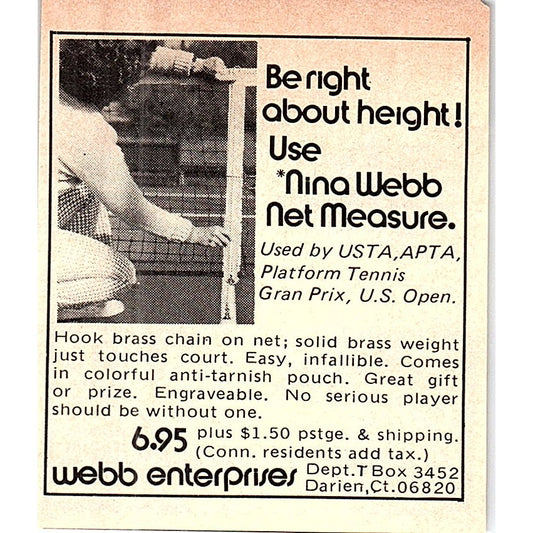 Be right
about height!
Use
*Nina Webb
Net Measure.
Used by USTA, APTA,
Platform Tennis
Gran Prix, U.S. Open.
Hook brass chain on net; solid brass weight
just touches court. Easy, infallible. Comes
in colorful anti-tarnish pouch. Great gift
or prize. Engraveable. No serious player
should be without one.
6.95 plus $1.50 pstge. & shipping.
(Conn. residents add tax.)
webb enterprises Dept.T Box 3452
Darien, Ct. 06820